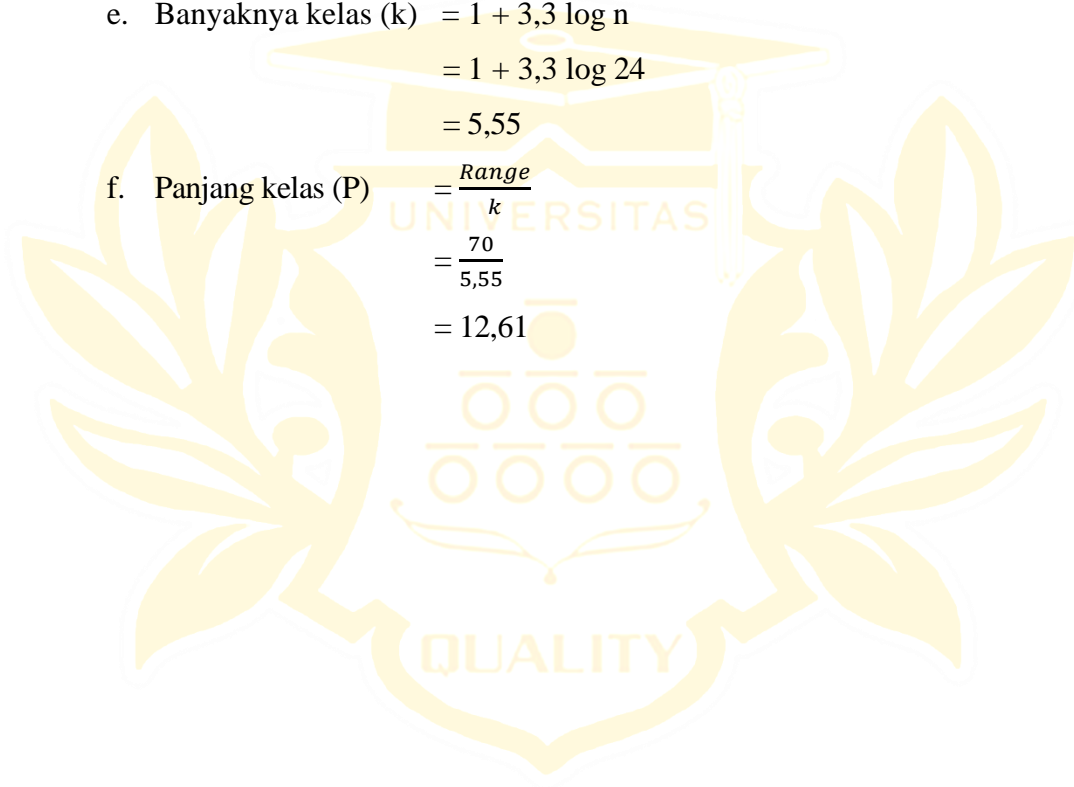 e. Banyaknya kelas (k) = 1 + 3,3 log n
= 1 + 3,3 log 24
= 5,55
f. Panjang kelas (P) = Range/k
= 70/5,55
= 12,61
UNIVERSITAS
QUALITY